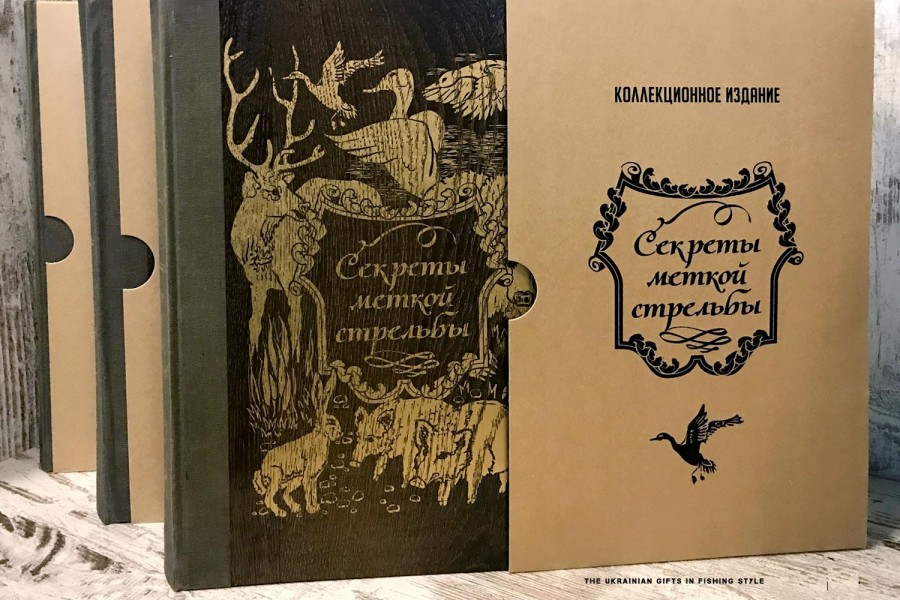 Секреты
меткой
стрельбы
КОЛЛЕКЦИОННОЕ ИЗДАНИЕ
Секреты
меткой
стрельбы
THE UKRAINIAN GIFTS IN FISHING STYLE